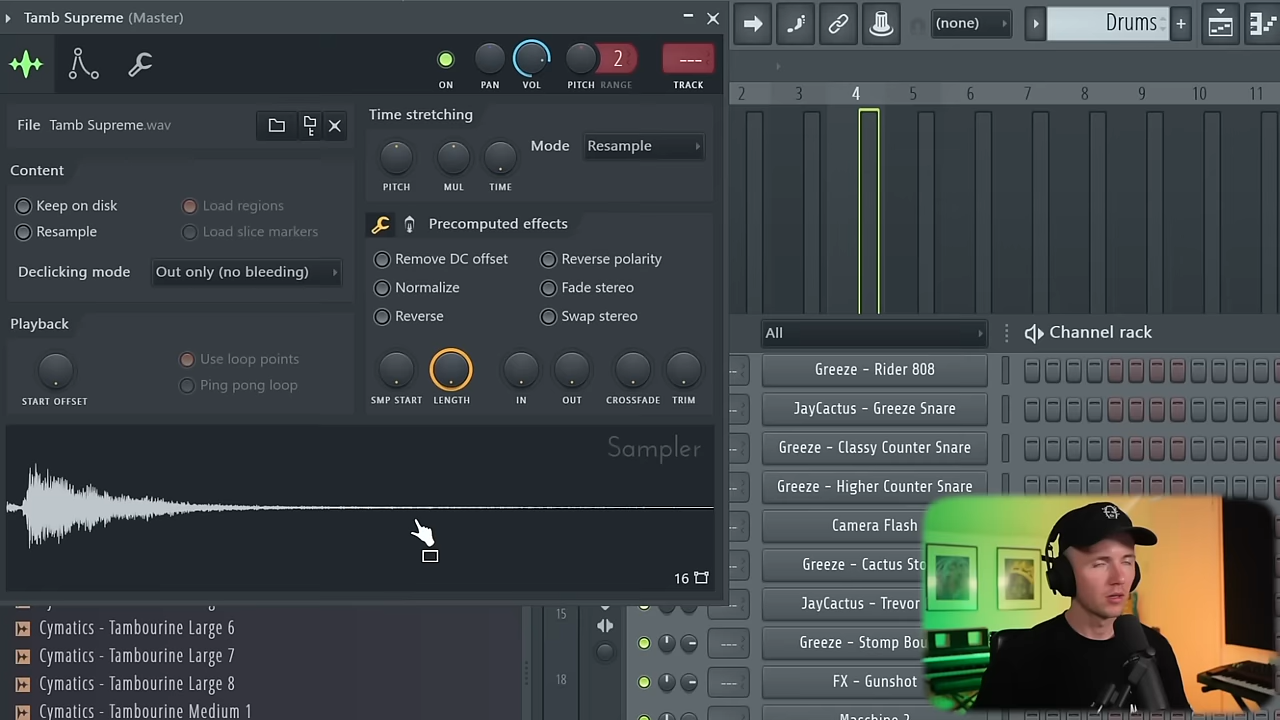 Tamb Supreme (Master)
(none)
Drums
ON
PAN
VOL
PITCH
2
RANGE
---
TRACK
2 3 4 5 6 7 8 9 10 11
File Tamb Supreme.wav
Time stretching
PITCH
MUL
TIME
Mode
Resample
Content
Keep on disk
Load regions
Resample
Load slice markers
Declicking mode
Out only (no bleeding)
Precomputed effects
Remove DC offset
Reverse polarity
Normalize
Fade stereo
Reverse
Swap stereo
Playback
START OFFSET
Use loop points
Ping pong loop
SMP START
LENGTH
IN
OUT
CROSSFADE
TRIM
Sampler
16
All
Channel rack
Greeze - Rider 808
JayCactus - Greeze Snare
Greeze - Classy Counter Snare
Greeze - Higher Counter Snare
Camera Flash
Greeze - Cactus Sto
JayCactus - Trevor
Greeze - Stomp Bou
FX - Gunshot
Macchine 2
Cymatics - Tambourine Large 6
Cymatics - Tambourine Large 7
Cymatics - Tambourine Large 8
Cymatics - Tambourine Medium 1
15
18
---
---